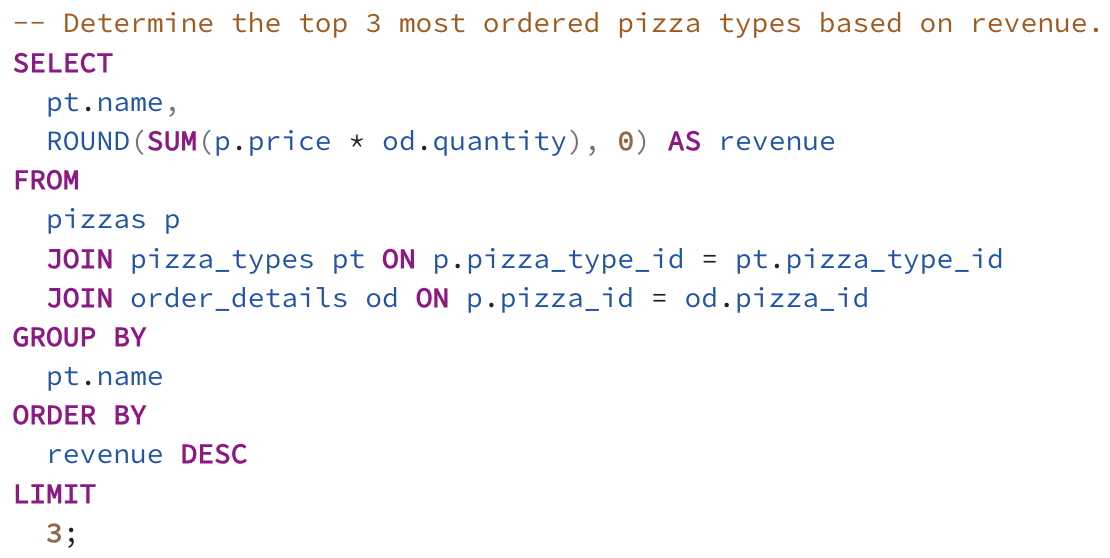 -- Determine the top 3 most ordered pizza types based on revenue.
SELECT
  pt.name,
  ROUND(SUM(p.price * od.quantity), 0) AS revenue
FROM
  pizzas p
  JOIN pizza_types pt ON p.pizza_type_id = pt.pizza_type_id
  JOIN order_details od ON p.pizza_id = od.pizza_id
GROUP BY
  pt.name
ORDER BY
  revenue DESC
LIMIT
  3;